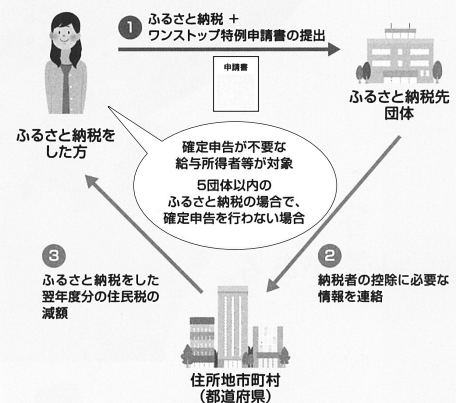 1
ふるさと納税 +
ワンストップ特例申請書の提出
申請書
ふるさと納税を
した方
ふるさと納税先
団体
確定申告が不要な
給与所得者等が対象
5団体以内の
ふるさと納税の場合で、
確定申告を行わない場合
3
ふるさと納税をした
翌年度分の住民税の
減額
2
納税者の控除に必要な
情報を連絡
住所地市町村
(都道府県)